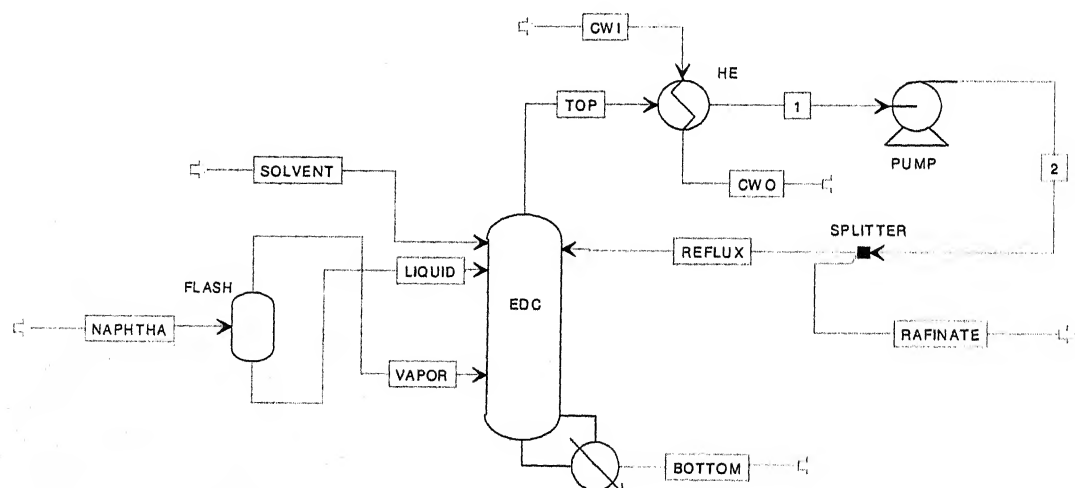 CWI
HE
TOP
1
PUMP
SOLVENT
CWO
2
SPLITTER
REFLUX
LIQUID
FLASH
EDC
NAPHTHA
RAFINATE
VAPOR
BOTTOM